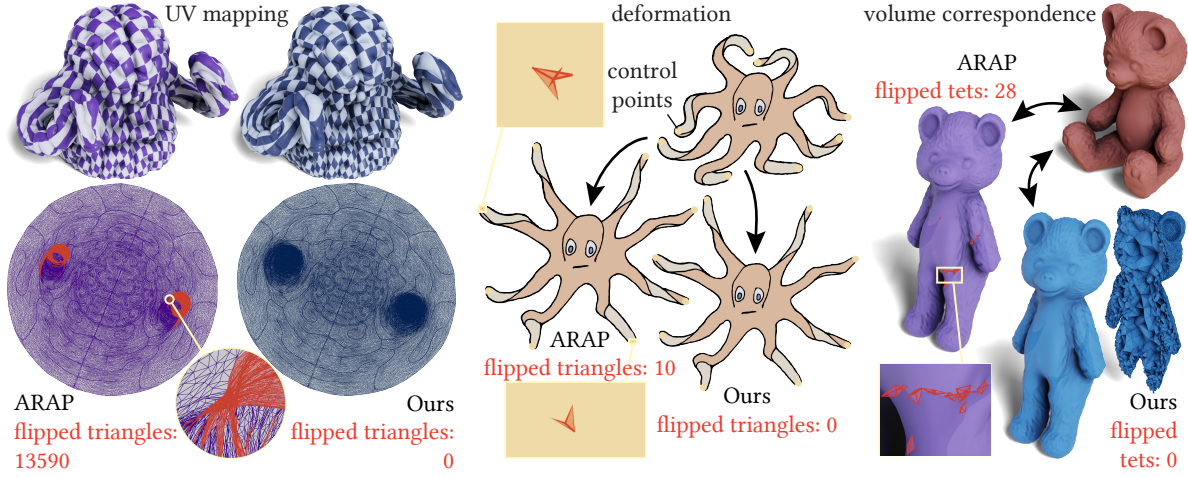 UV mapping
ARAP
flipped triangles:
13590
Ours
flipped triangles:
0
deformation
control
points
ARAP
flipped triangles: 10
Ours
flipped triangles: 0
volume correspondence
ARAP
flipped tets: 28
Ours
flipped
tets: 0